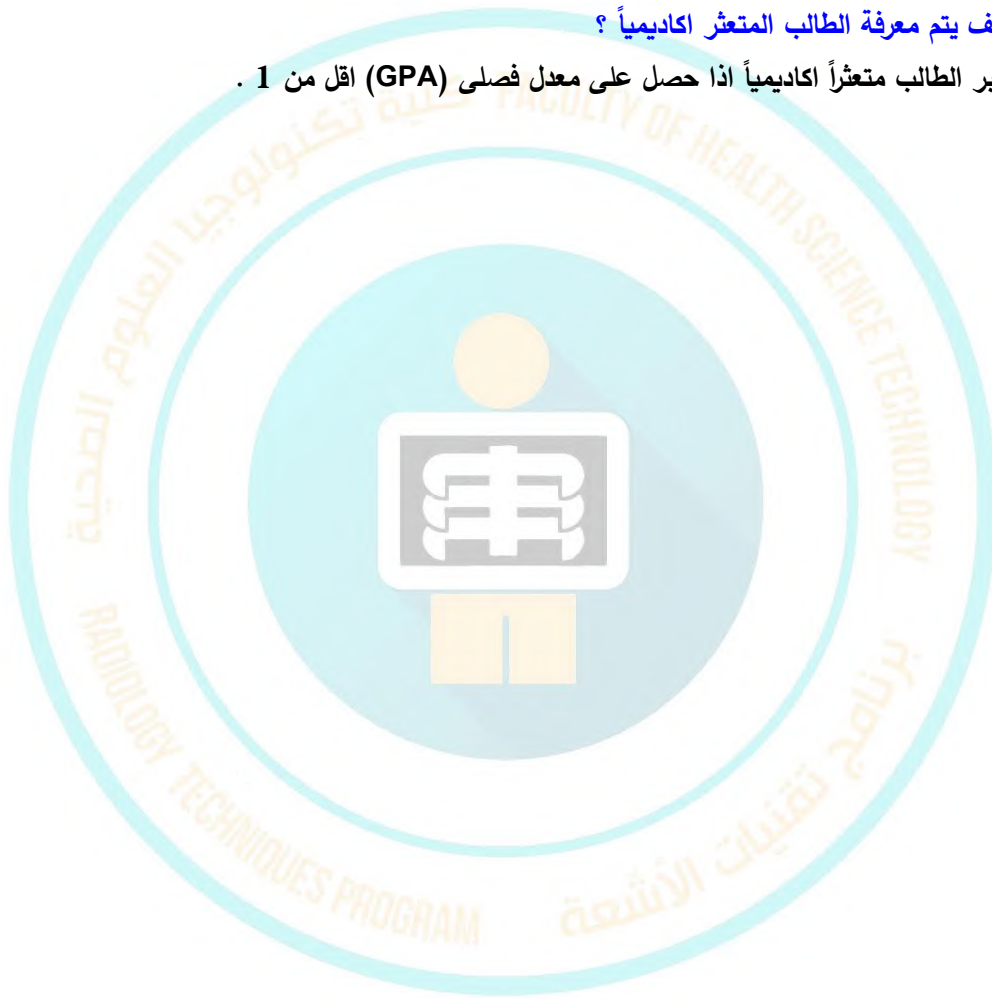 ف يتم معرفة الطالب المتعثر اكاديمياً ؟
بر الطالب متعثراً اكاديمياً اذا حصل على معدل فصلى (GPA) اقل من 1 .
كلية تكنولوجيا العلوم الصحية
FACULTY OF HEALTH SCIENCE TECHNOLOGY
RADIOLOGY TECHNIQUES PROGRAM
برنامج تقنيات الأشعة